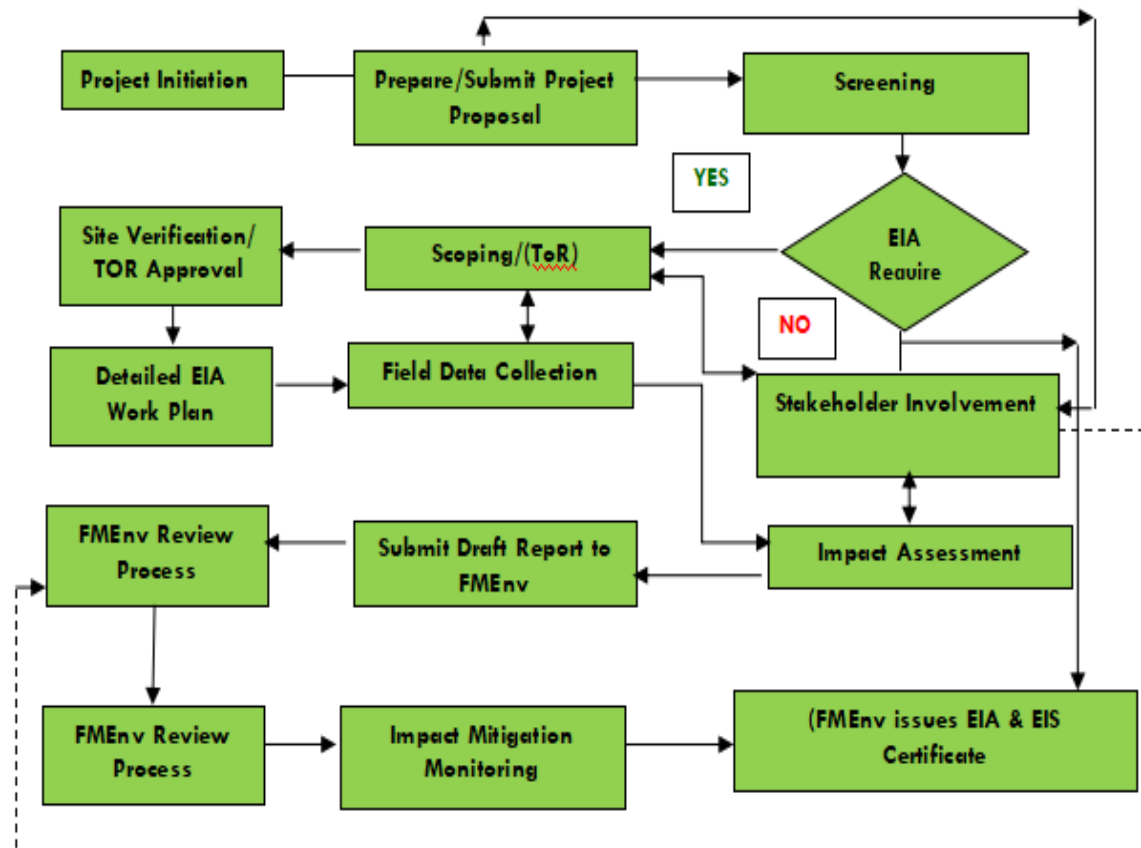 Project Initiation
Prepare/Submit Project
Proposal
Screening
YES
EIA
Require
Scoping/(ToR)
Site Verification/
TOR Approval
NO
Detailed EIA
Work Plan
Field Data Collection
Stakeholder Involvement
FMEnv Review
Process
Submit Draft Report to
FMEnv
Impact Assessment
FMEnv Review
Process
Impact Mitigation
Monitoring
(FMEnv issues EIA & EIS
Certificate